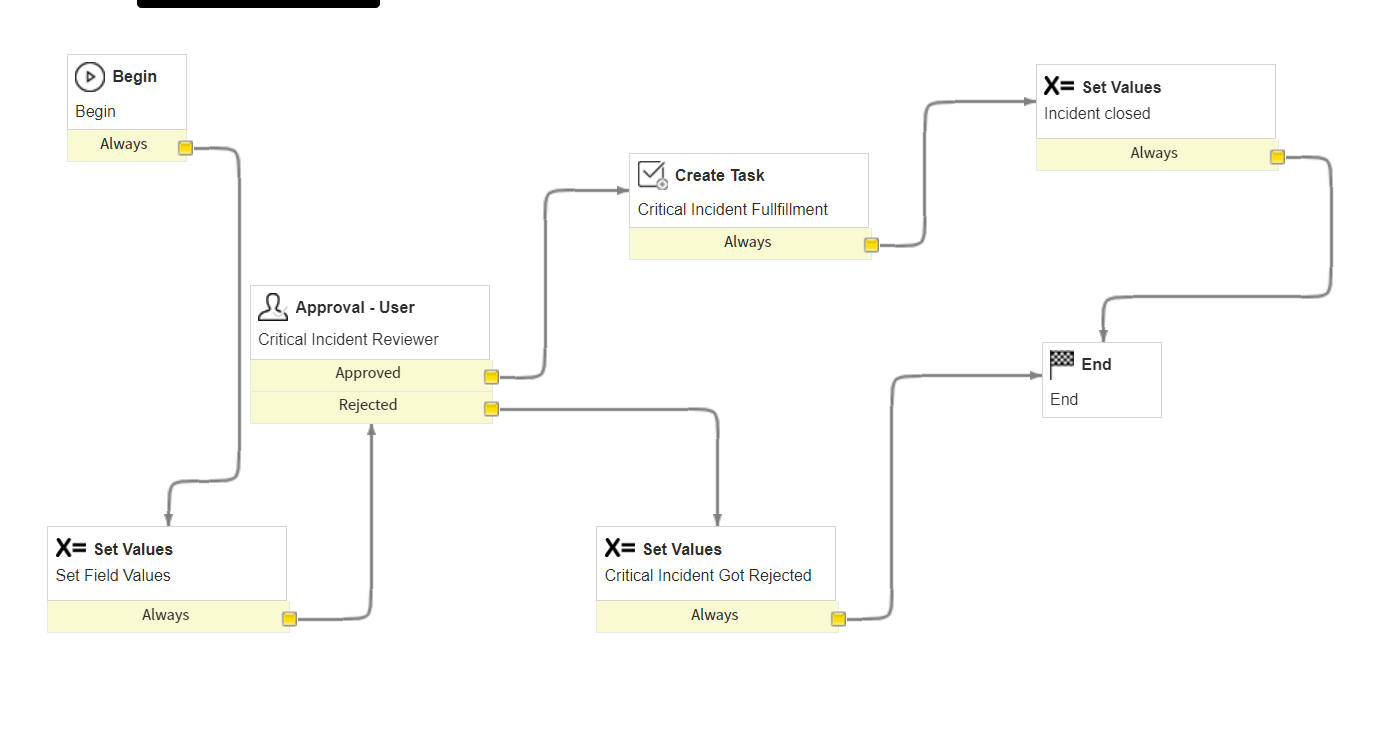 Begin
Begin
Always
Set Values
Set Field Values
Always
Approval - User
Critical Incident Reviewer
Approved
Rejected
Create Task
Critical Incident Fullfillment
Always
Set Values
Incident closed
Always
Set Values
Critical Incident Got Rejected
Always
End
End